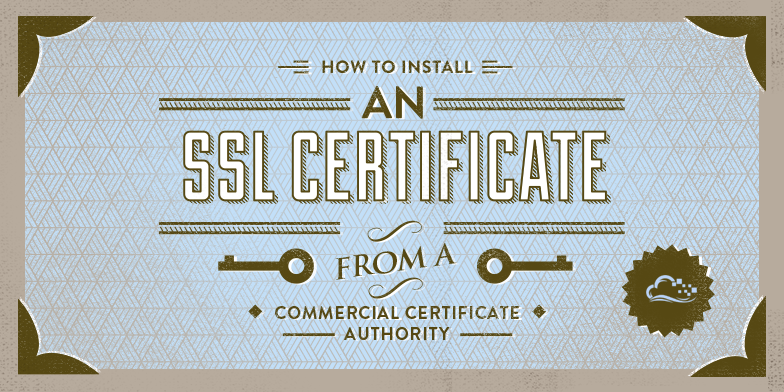 HOW TO INSTALL
AN
SSL CERTIFICATE
FROM A
COMMERCIAL CERTIFICATE
AUTHORITY